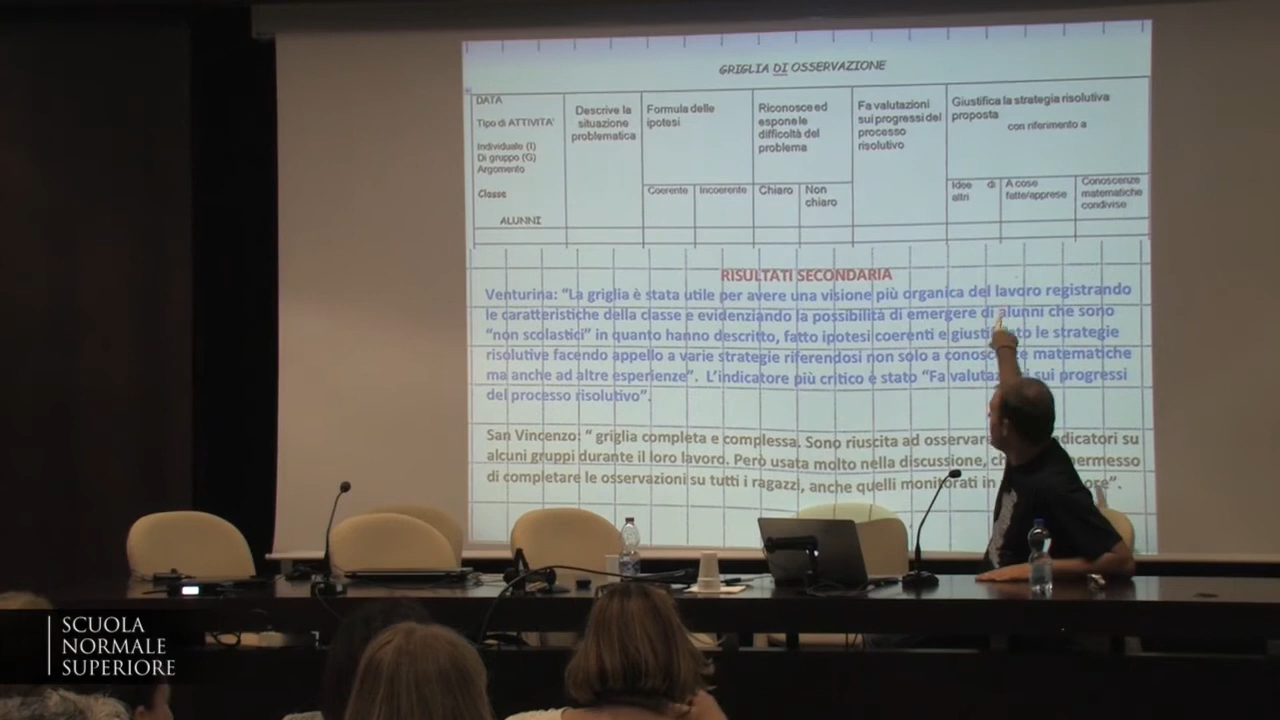 GRIGLIA DI OSSERVAZIONE
DATA
Tipo di ATTIVITA'
Individuale (I)
Di gruppo (G)
Argomento
Classe
ALUNNI
Descrive la
situazione
problematica
Formula delle
ipotesi
Coerente
Incoerente
Riconosce ed
espone le
difficoltà del
problema
Chiaro
Non
chiaro
Fa valutazioni
sui progressi del
processo
risolutivo
Giustifica la strategia risolutiva
proposta
con riferimento a
Idee di
altri
A cose
fatte/apprese
Conoscenze
matematiche
condivise
RISULTATI SECONDARIA
Venturina: “La griglia è stata utile per avere una visione più organica del lavoro registrando
le caratteristiche della classe e evidenziando la possibilità di emergere di alunni che sono
“non scolastici” in quanto hanno descritto, fatto ipotesi coerenti e le strategie
risolutive facendo appello a varie strategie riferendosi non solo a matematiche
ma anche ad altre esperienze”. L’indicatore più critico è stato “Fa sui progressi
del processo risolutivo”.
San Vincenzo: “ griglia completa e complessa. Sono riuscita ad su
alcuni gruppi durante il loro lavoro. Però usata molto nella discussione,
di completare le osservazioni su tutti i ragazzi, anche quelli monitorati in
SCUOLA
NORMALE
SUPERIORE